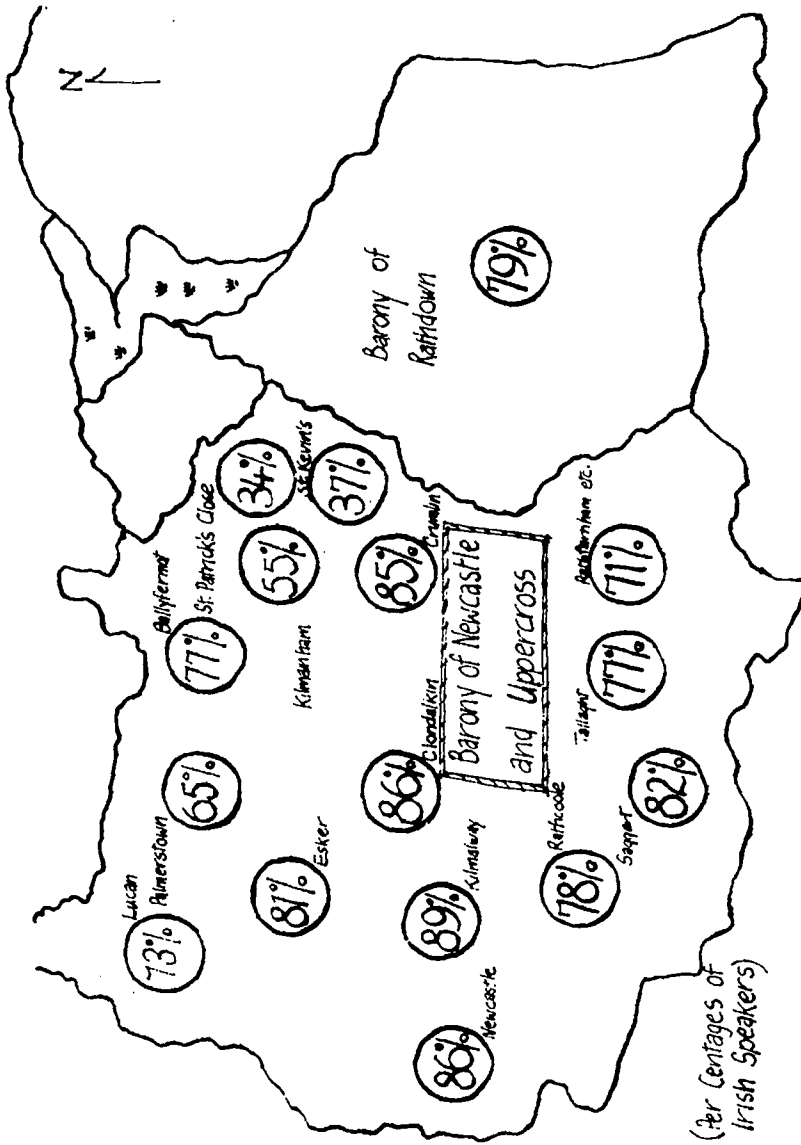 N
Lucan
73%
Palmerstown
65%
Ballyfermot
77%
St. Patrick's Close
34%
St. Kevin's
37%
55%
Kilmanham
81%
Esker
86%
Clondalkin
85%
Crumlin
Barony of
Rathdown
79%
86%
Newcastle
89%
Kilmalway
Barony of Newcastle
and Uppercross
78%
Rathcoole
82%
Saggart
77%
Tallaght
71%
Rathfarnham etc.
(Per Centages of
Irish Speakers)